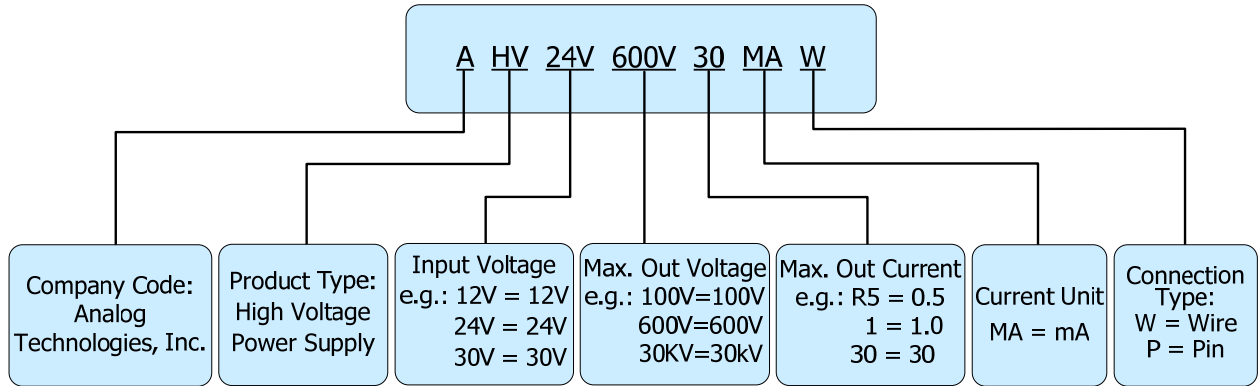 A HV 24V 600V 30 MA W
Company Code:
Analog
Technologies, Inc.
Product Type:
High Voltage
Power Supply
Input Voltage
e.g.: 12V = 12V
24V = 24V
30V = 30V
Max. Out Voltage
e.g.: 100V=100V
600V=600V
30KV=30kV
Max. Out Current
e.g.: R5 = 0.5
1 = 1.0
30 = 30
Current Unit
MA = mA
Connection
Type:
W = Wire
P = Pin